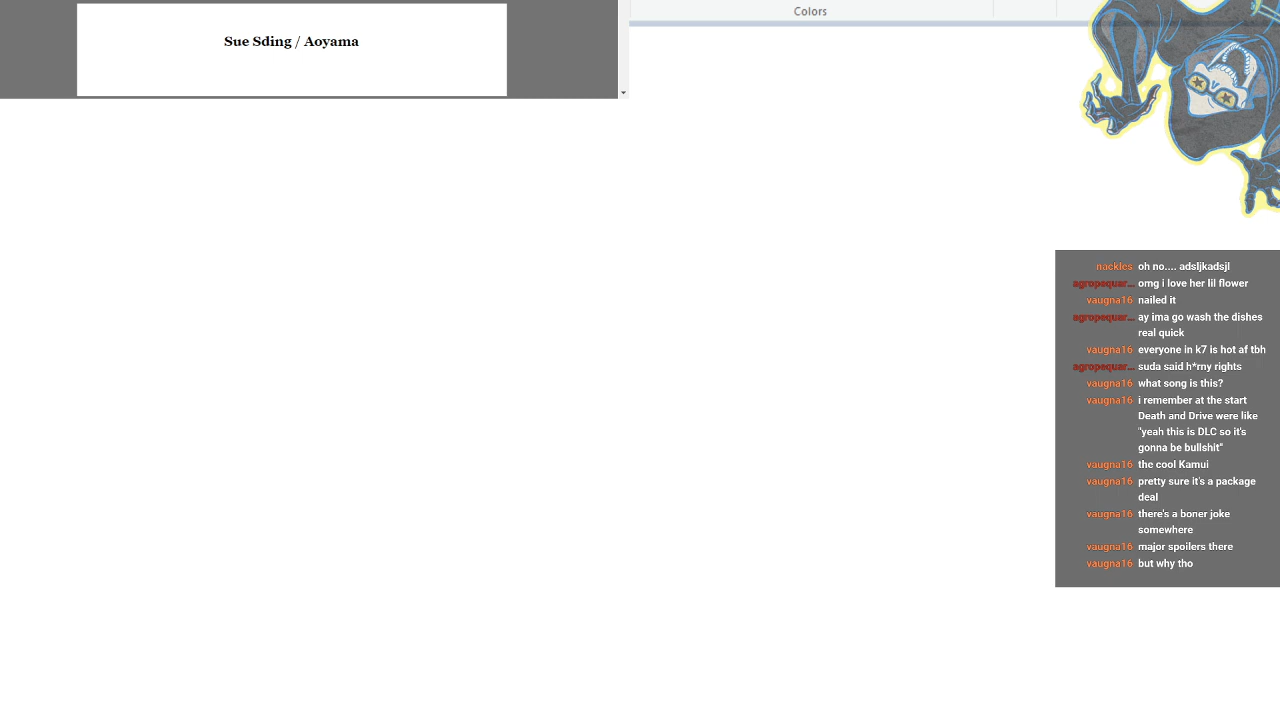 Sue Sding / Aoyama
Colors
nackles oh no.... adsljkadsjl
agropequar... omg i love her lil flower
vaugna16 nailed it
agropequar... ay ima go wash the dishes
real quick
vaugna16 everyone in k7 is hot af tbh
agropequar... suda said h*rny rights
vaugna16 what song is this?
vaugna16 i remember at the start
Death and Drive were like
"yeah this is DLC so it's
gonna be bullshit"
vaugna16 the cool Kamui
vaugna16 pretty sure it's a package
deal
vaugna16 there's a boner joke
somewhere
vaugna16 major spoilers there
vaugna16 but why tho